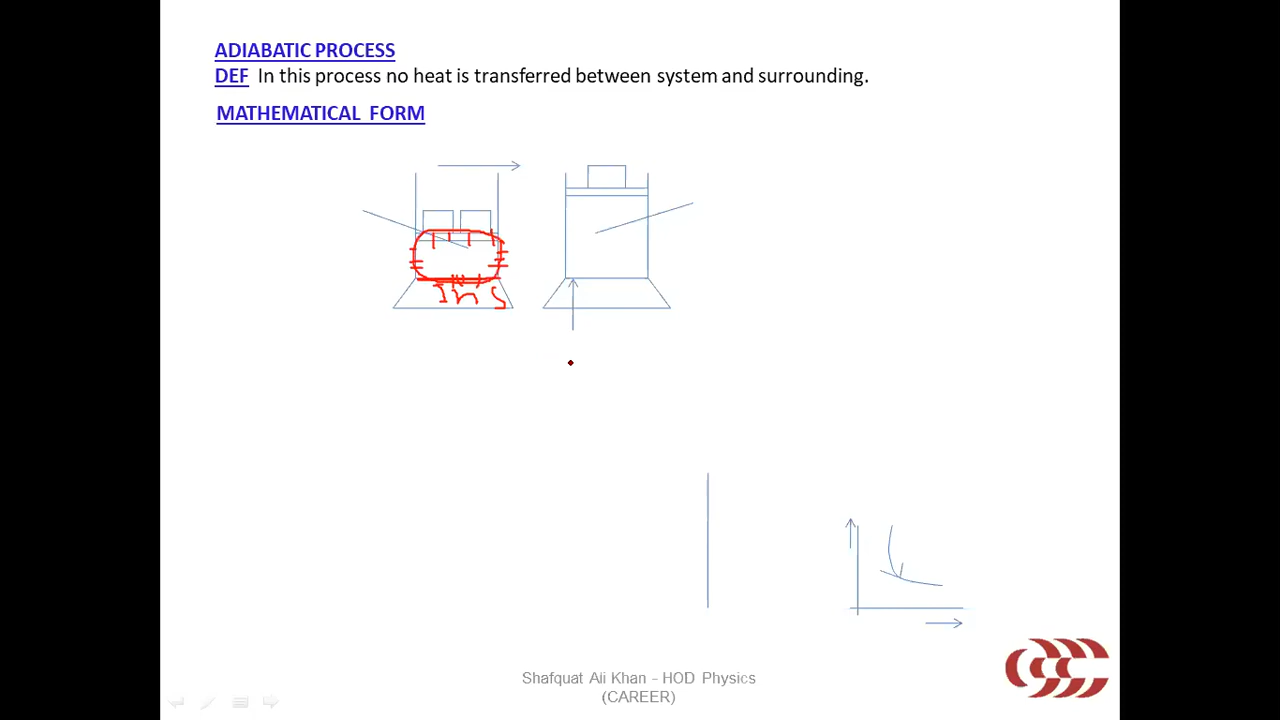 ADIABATIC PROCESS
DEF In this process no heat is transferred between system and surrounding.
MATHEMATICAL FORM
Ins
Shafquat Ali Khan - HOD Physics
(CAREER)